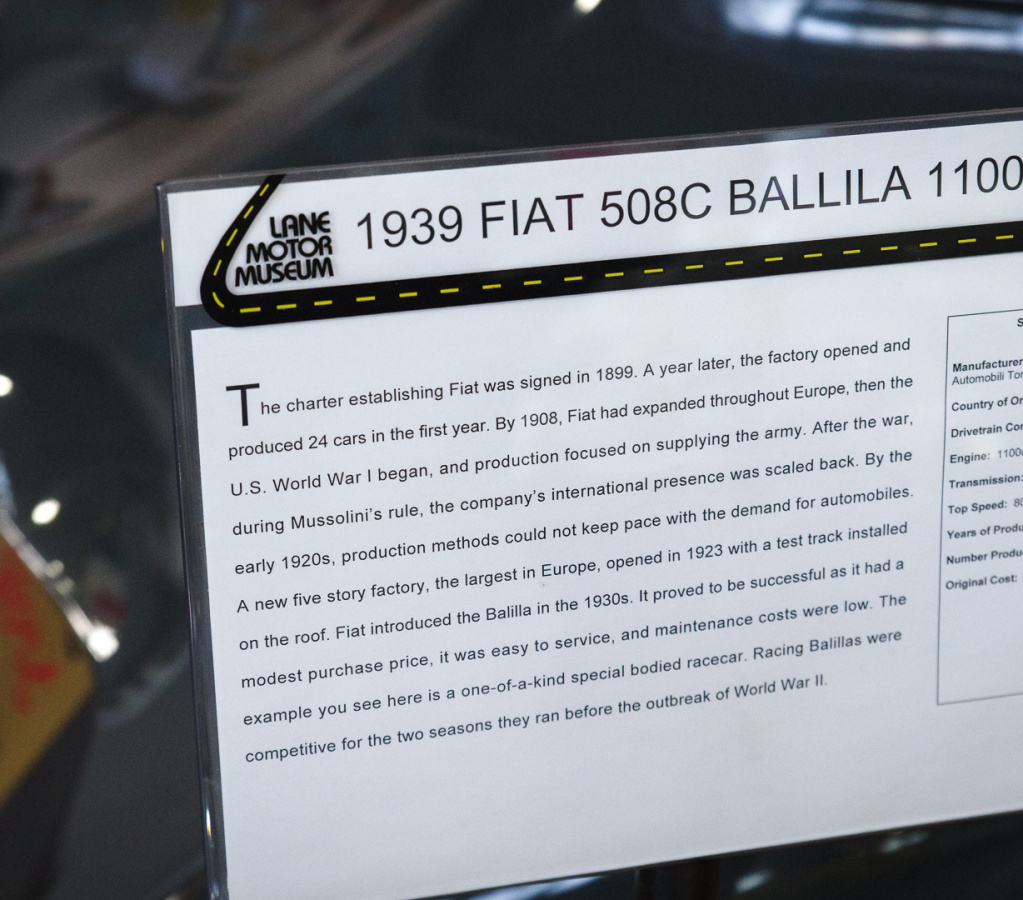 LANE
MOTOR
MUSEUM
1939 FIAT 508C BALLILA 1100
The charter establishing Fiat was signed in 1899. A year later, the factory opened and
produced 24 cars in the first year. By 1908, Fiat had expanded throughout Europe, then the
U.S. World War I began, and production focused on supplying the army. After the war,
during Mussolini's rule, the company's international presence was scaled back. By the
early 1920s, production methods could not keep pace with the demand for automobiles.
A new five story factory, the largest in Europe, opened in 1923 with a test track installed
on the roof. Fiat introduced the Balilla in the 1930s. It proved to be successful as it had a
modest purchase price, it was easy to service, and maintenance costs were low. The
example you see here is a one-of-a-kind special bodied racecar. Racing Balillas were
competitive for the two seasons they ran before the outbreak of World War II.
Manufacturer
Automobili
Country of
Drivetrain
Engine: 1100
Transmission:
Top Speed:
Years of
Number
Original Cost: